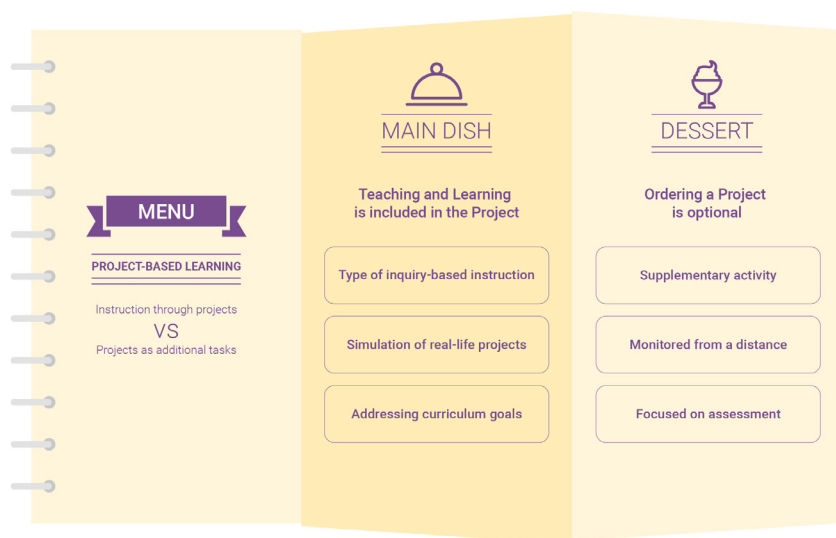 MENU
PROJECT-BASED LEARNING
Instruction through projects
VS
Projects as additional tasks
MAIN DISH
Teaching and Learning
is included in the Project
Type of inquiry-based instruction
Simulation of real-life projects
Addressing curriculum goals
DESSERT
Ordering a Project
is optional
Supplementary activity
Monitored from a distance
Focused on assessment